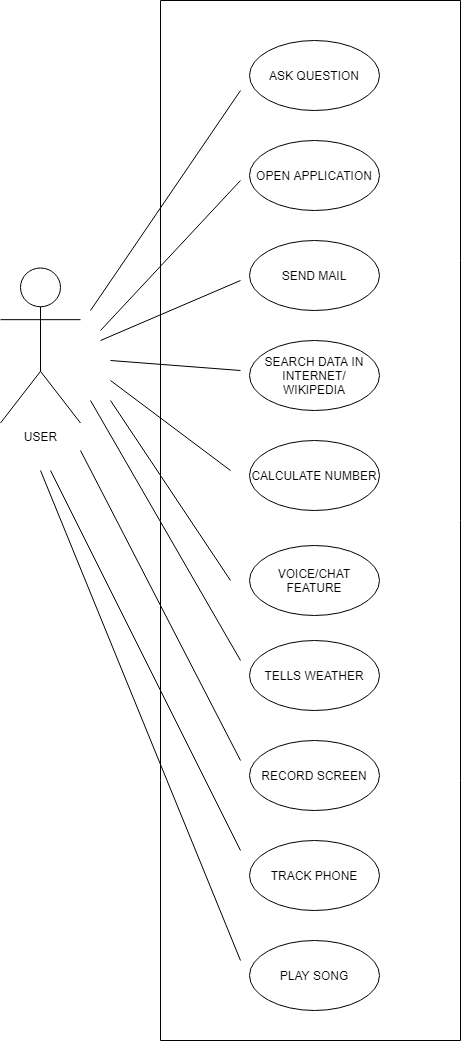 ASK QUESTION
OPEN APPLICATION
SEND MAIL
SEARCH DATA IN
INTERNET/
WIKIPEDIA
USER
CALCULATE NUMBER
VOICE/CHAT
FEATURE
TELLS WEATHER
RECORD SCREEN
TRACK PHONE
PLAY SONG